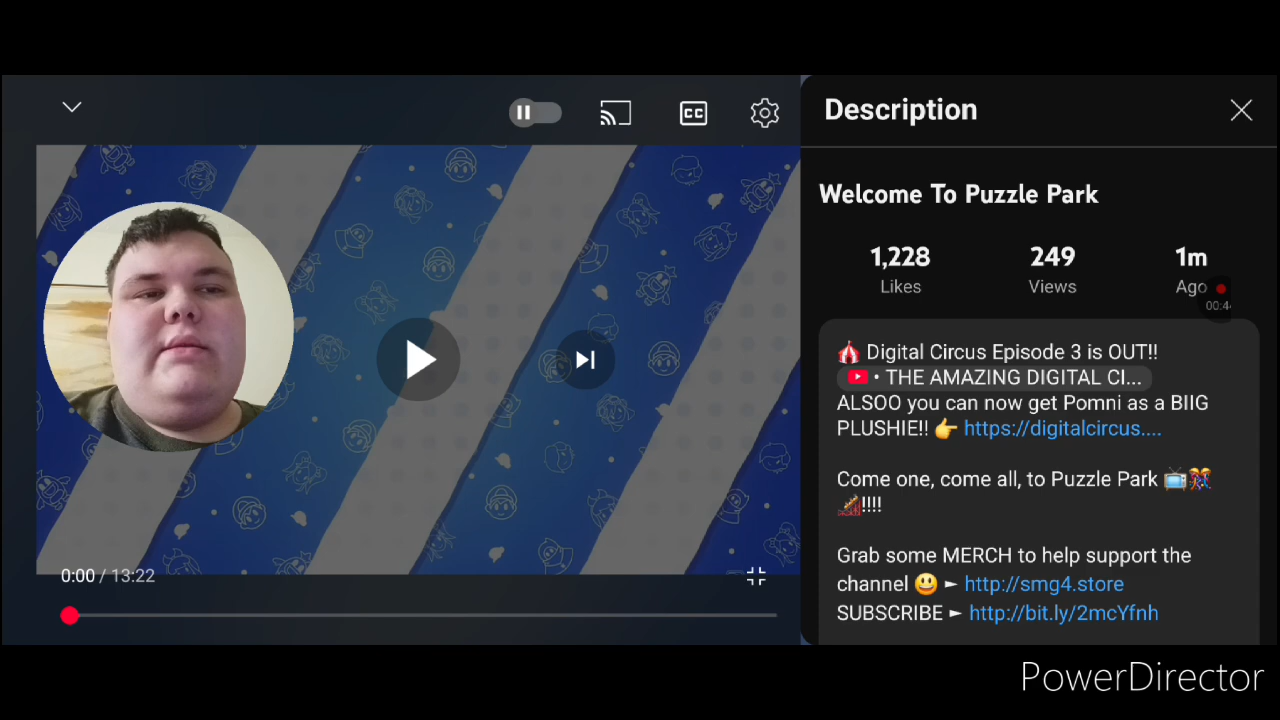 Description
Welcome To Puzzle Park
1,228 249 1m
Likes Views Ago
00:4
🎪 Digital Circus Episode 3 is OUT!!
• THE AMAZING DIGITAL CI...
ALSOO you can now get Pomni as a BIIG
PLUSHIE!! 👉 https://digitalcircus....
Come one, come all, to Puzzle Park 📺👯
🎢!!!!
Grab some MERCH to help support the
channel 😃 ► http://smg4.store
SUBSCRIBE ► http://bit.ly/2mcYfnh
CC
0:00 / 13:22
PowerDirector